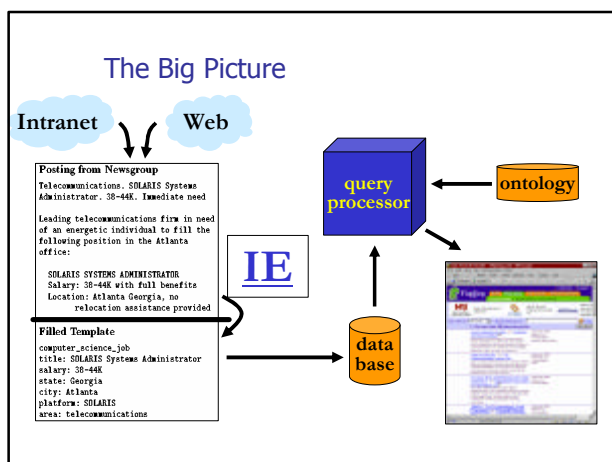 The Big Picture
Intranet
Web
Posting from Newsgroup
Telecommunications. SOLARIS Systems
Administrator. 38-44K. Immediate need
Leading telecommunications firm in need
of an energetic individual to fill the
following position in the Atlanta
office:
SOLARIS SYSTEMS ADMINISTRATOR
Salary: 38-44K with full benefits
Location: Atlanta Georgia, no
relocation assistance provided
IE
Filled Template
computer_science_job
title: SOLARIS Systems Administrator
salary: 38-44K
state: Georgia
city: Atlanta
platform: SOLARIS
area: telecommunications
data
base
query
processor
ontology